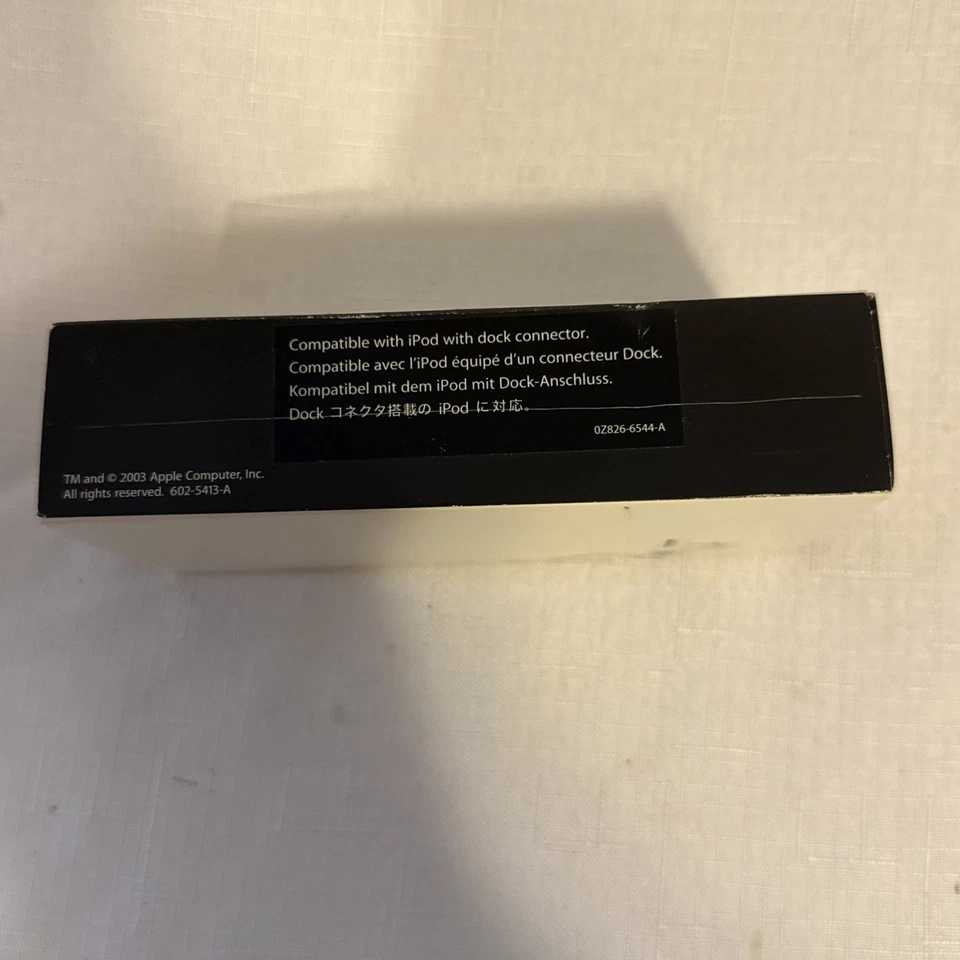 Compatible with iPod with dock connector.
Compatible avec l'iPod équipé d'un connecteur Dock.
Kompatibel mit dem iPod mit Dock-Anschluss.
Dock コネクタ搭載の iPod に対応。
0Z826-6544-A
TM and © 2003 Apple Computer, Inc.
All rights reserved. 602-5413-A